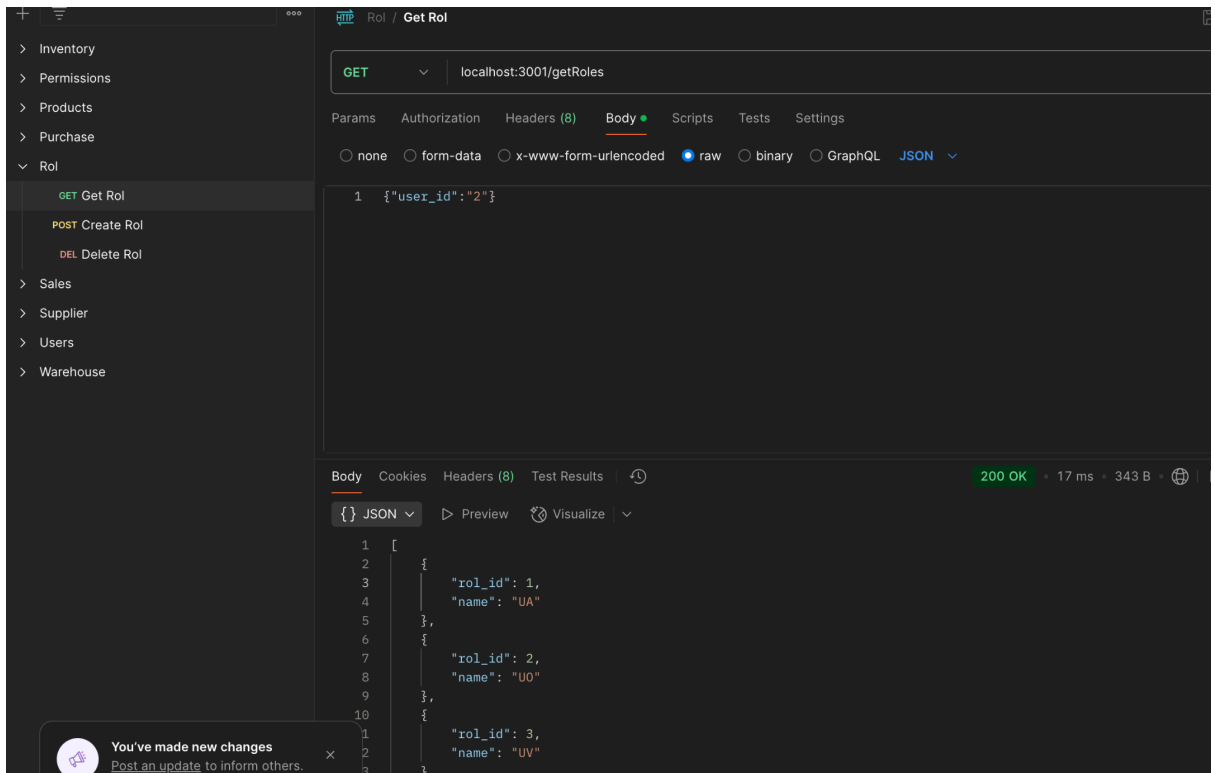 HTTP Rol / Get Rol
Inventory
Permissions
Products
Purchase
Rol
GET Get Rol
POST Create Rol
DEL Delete Rol
Sales
Supplier
Users
Warehouse
GET localhost:3001/getRoles
Params Authorization Headers (8) Body Scripts Tests Settings
none form-data x-www-form-urlencoded raw binary GraphQL JSON
1 {"user_id":"2"}
Body Cookies Headers (8) Test Results 200 OK 17 ms 343 B
{} JSON Preview Visualize
1 [
2 {
3 "rol_id": 1,
4 "name": "UA"
5 },
6 {
7 "rol_id": 2,
8 "name": "UO"
9 },
10 {
1 "rol_id": 3,
2 "name": "UV"
3 }
You've made new changes
Post an update to inform others.